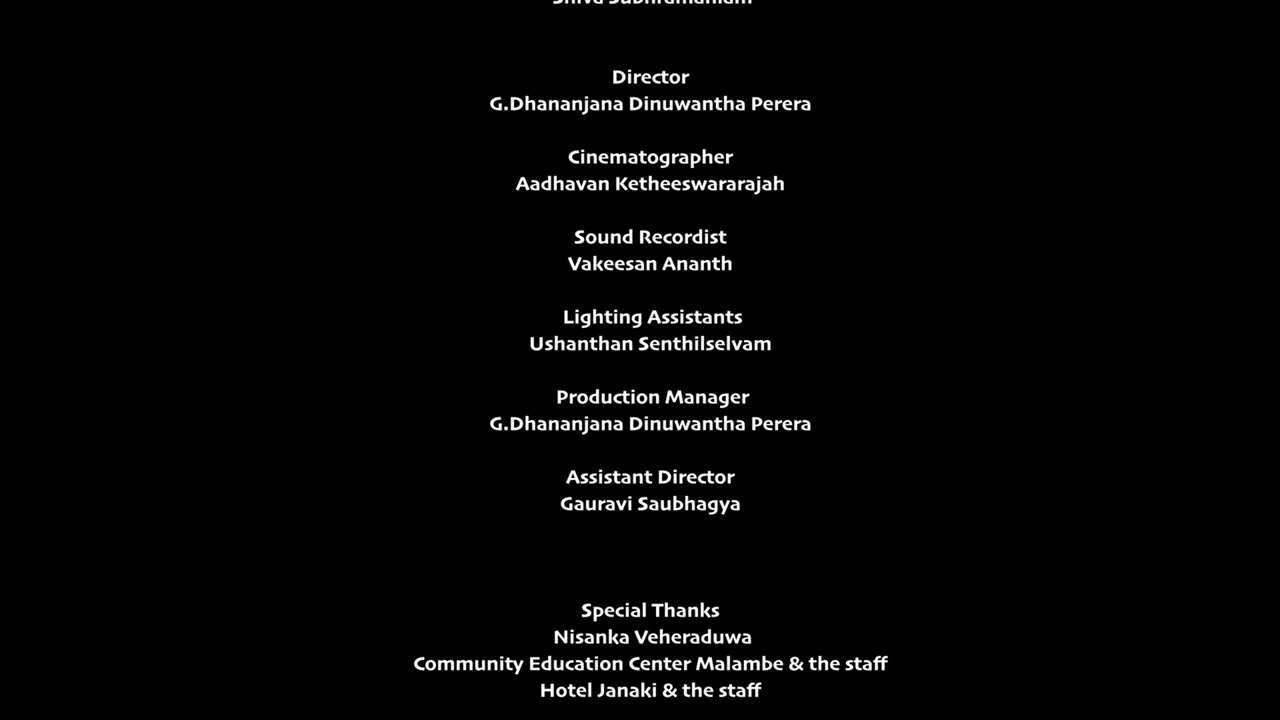 Director
G.Dhananjana Dinuwantha Perera
Cinematographer
Aadhavan Ketheeswararajah
Sound Recordist
Vakeesan Ananth
Lighting Assistants
Ushanthan Senthilselvam
Production Manager
G.Dhananjana Dinuwantha Perera
Assistant Director
Gauravi Saubhagya
Special Thanks
Nisanka Veheraduwa
Community Education Center Malambe & the staff
Hotel Janaki & the staff